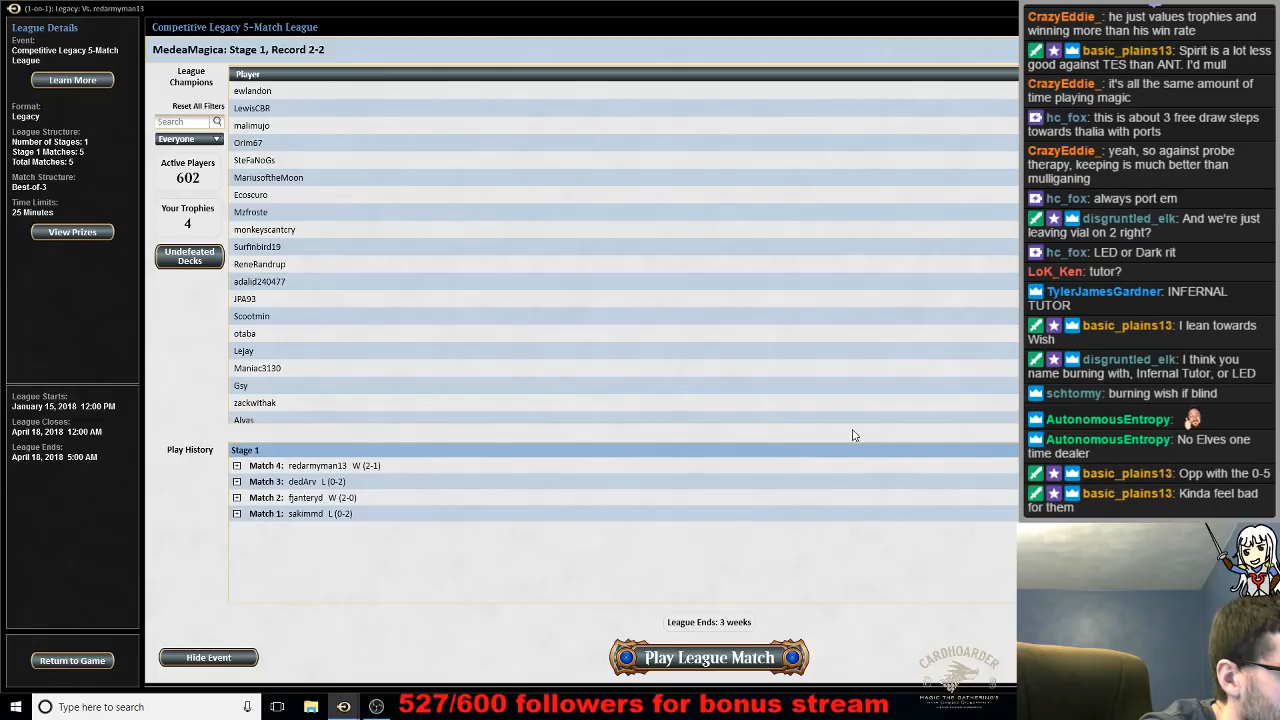 (1-on-1): Legacy: Vs. redarmyman13
League Details
Event:
Competitive Legacy 5-Match
League
Learn More
Format:
Legacy
League Structure:
Number of Stages: 1
Stage 1 Matches: 5
Total Matches: 5
Match Structure:
Best-of-3
Time Limits:
25 Minutes
View Prizes
League Starts:
January 15, 2018 12:00 PM
League Closes:
April 18, 2018 12:00 AM
League Ends:
April 18, 2018 5:00 AM
Return to Game
Competitive Legacy 5-Match League
MedeaMagica: Stage 1, Record 2-2
League
Champions
Reset All Filters
Search
Everyone
Active Players
602
Your Trophies
4
Undefeated
Decks
Player
ewlandon
LewisCBR
malimujo
Orim67
SteFaNoGs
MariusoftheMoon
Ecoscuro
Mzfroste
monkeyscantcry
Surfinbird19
ReneRandrup
adalid240477
JPA93
Scootmin
otaba
Lejay
Maniac3130
Gsy
zackwithak
Alvas
Play History
Stage 1
Match 4: redarmyman13 W (2-1)
Match 3: dedArv L (0-2)
Match 2: fjanteryd W (2-0)
Match 1: sakimmd L (0-2)
League Ends: 3 weeks
Hide Event
Play League Match
CARDHOARDER
CrazyEddie_: he just values trophies and
winning more than his win rate
basic_plains13: Spirit is a lot less
good against TES than ANT. I'd mull
CrazyEddie_: it's all the same amount of
time playing magic
hc_fox: this is about 3 free draw steps
towards thalia with ports
CrazyEddie_: yeah, so against probe
therapy, keeping is much better than
mulliganing
hc_fox: always port em
disgruntled_elk: And we're just
leaving vial on 2 right?
hc_fox: LED or Dark rit
LoK_Ken: tutor?
TylerJamesGardner: INFERNAL
TUTOR
basic_plains13: I lean towards
Wish
disgruntled_elk: I think you
name burning with, Infernal Tutor, or LED
schtormy: burning wish if blind
AutonomousEntropy:
AutonomousEntropy: No Elves one
time dealer
basic_plains13: Opp with the 0-5
basic_plains13: Kinda feel bad
for them
Type here to search
527/600 followers for bonus stream